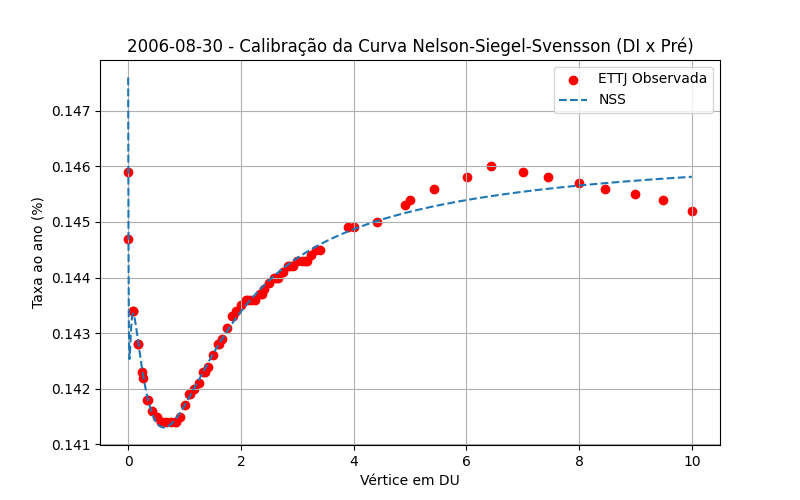 2006-08-30 - Calibração da Curva Nelson-Siegel-Svensson (DI x Pré)
ETTJ Observada
NSS
Taxa ao ano (%)
0.147
0.146
0.145
0.144
0.143
0.142
0.141
0 2 4 6 8 10
Vértice em DU